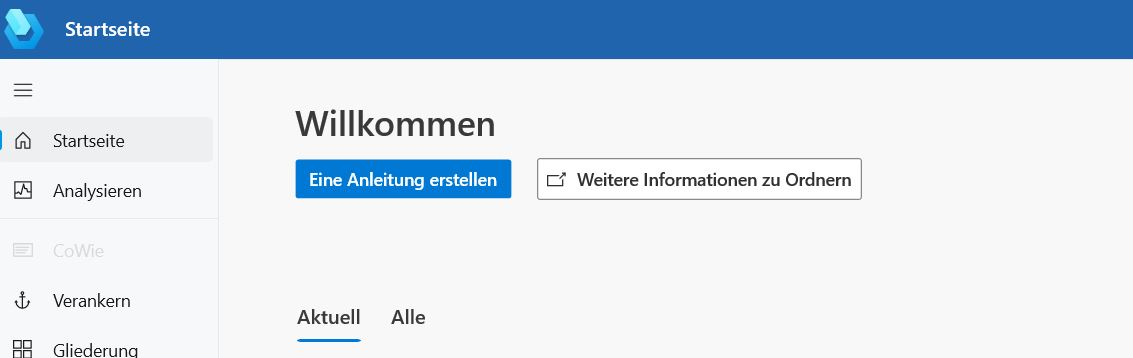 Startseite
Willkommen
Startseite
Eine Anleitung erstellen
Weitere Informationen zu Ordnern
Analysieren
CoWie
Verankern
Aktuell
Alle
Gliederung